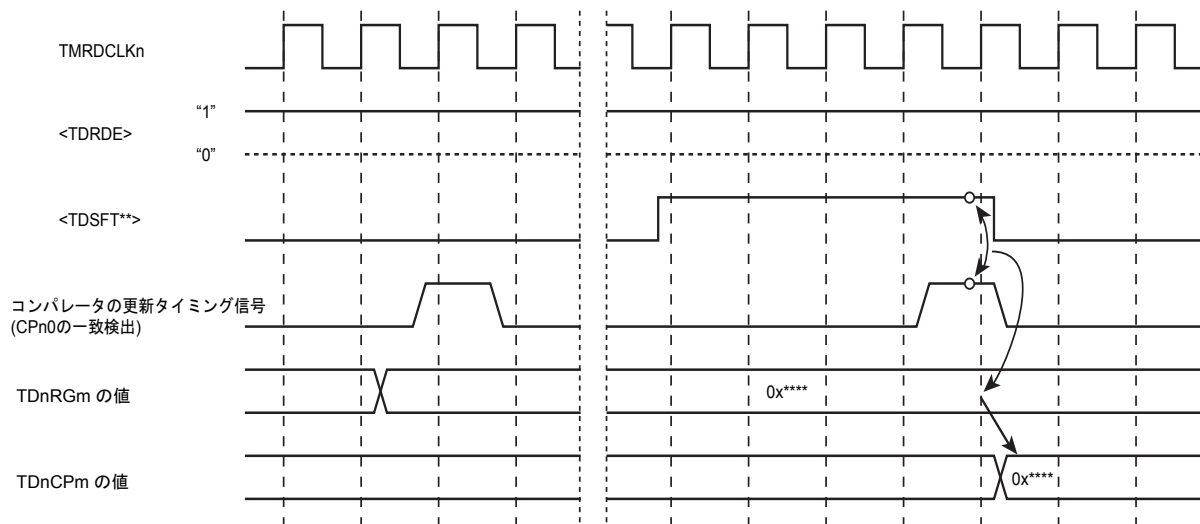 TMRDCLKn
“1”
<TDRDE>
“0”
<TDSFT**>
コンパレータの更新タイミング信号
(CPn0の一致検出)
TDnRGm の値
0x****
TDnCPm の値
0x****